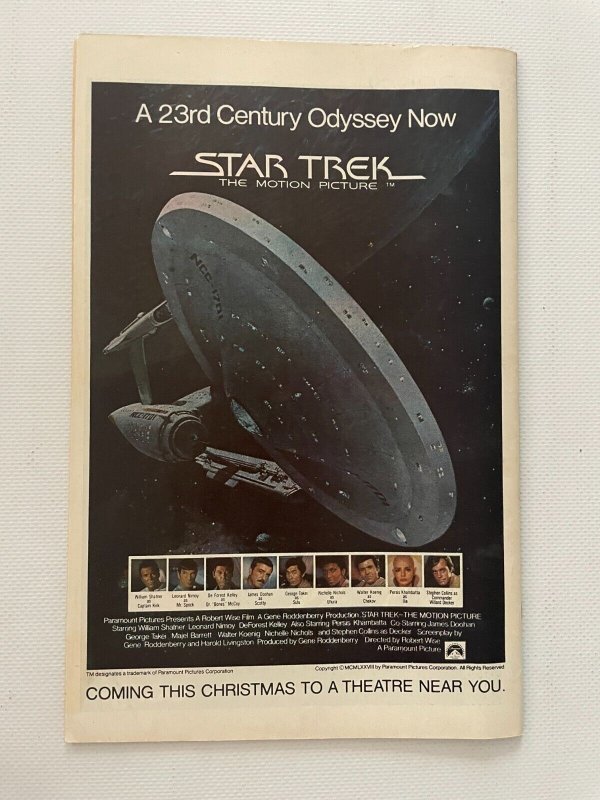 A 23rd Century Odyssey Now
STAR TREK
THE MOTION PICTURE ™
NCC-1701
NCC-1701
William Shatner as Captain Kirk
Leonard Nimoy as Mr. Spock
De Forest Kelley as Dr. "Bones" McCoy
James Doohan as Scotty
George Takei as Sulu
Nichelle Nichols as Uhura
Walter Koenig as Chekov
Persis Khambatta as Ilia
Stephen Collins as Commander Willard Decker
Paramount Pictures Presents A Robert Wise Film A Gene Roddenberry Production STAR TREK—THE MOTION PICTURE
Starring William Shatner Leonard Nimoy DeForest Kelley Also Starring Persis Khambatta Co-Starring James Doohan
George Takei Majel Barrett Walter Koenig Nichelle Nichols and Stephen Collins as Decker Screenplay by
Gene Roddenberry and Harold Livingston Produced by Gene Roddenberry Directed by Robert Wise
A Paramount Picture
TM designates a trademark of Paramount Pictures Corporation
Copyright © MCMLXXVIII by Paramount Pictures Corporation. All Rights Reserved
COMING THIS CHRISTMAS TO A THEATRE NEAR YOU.